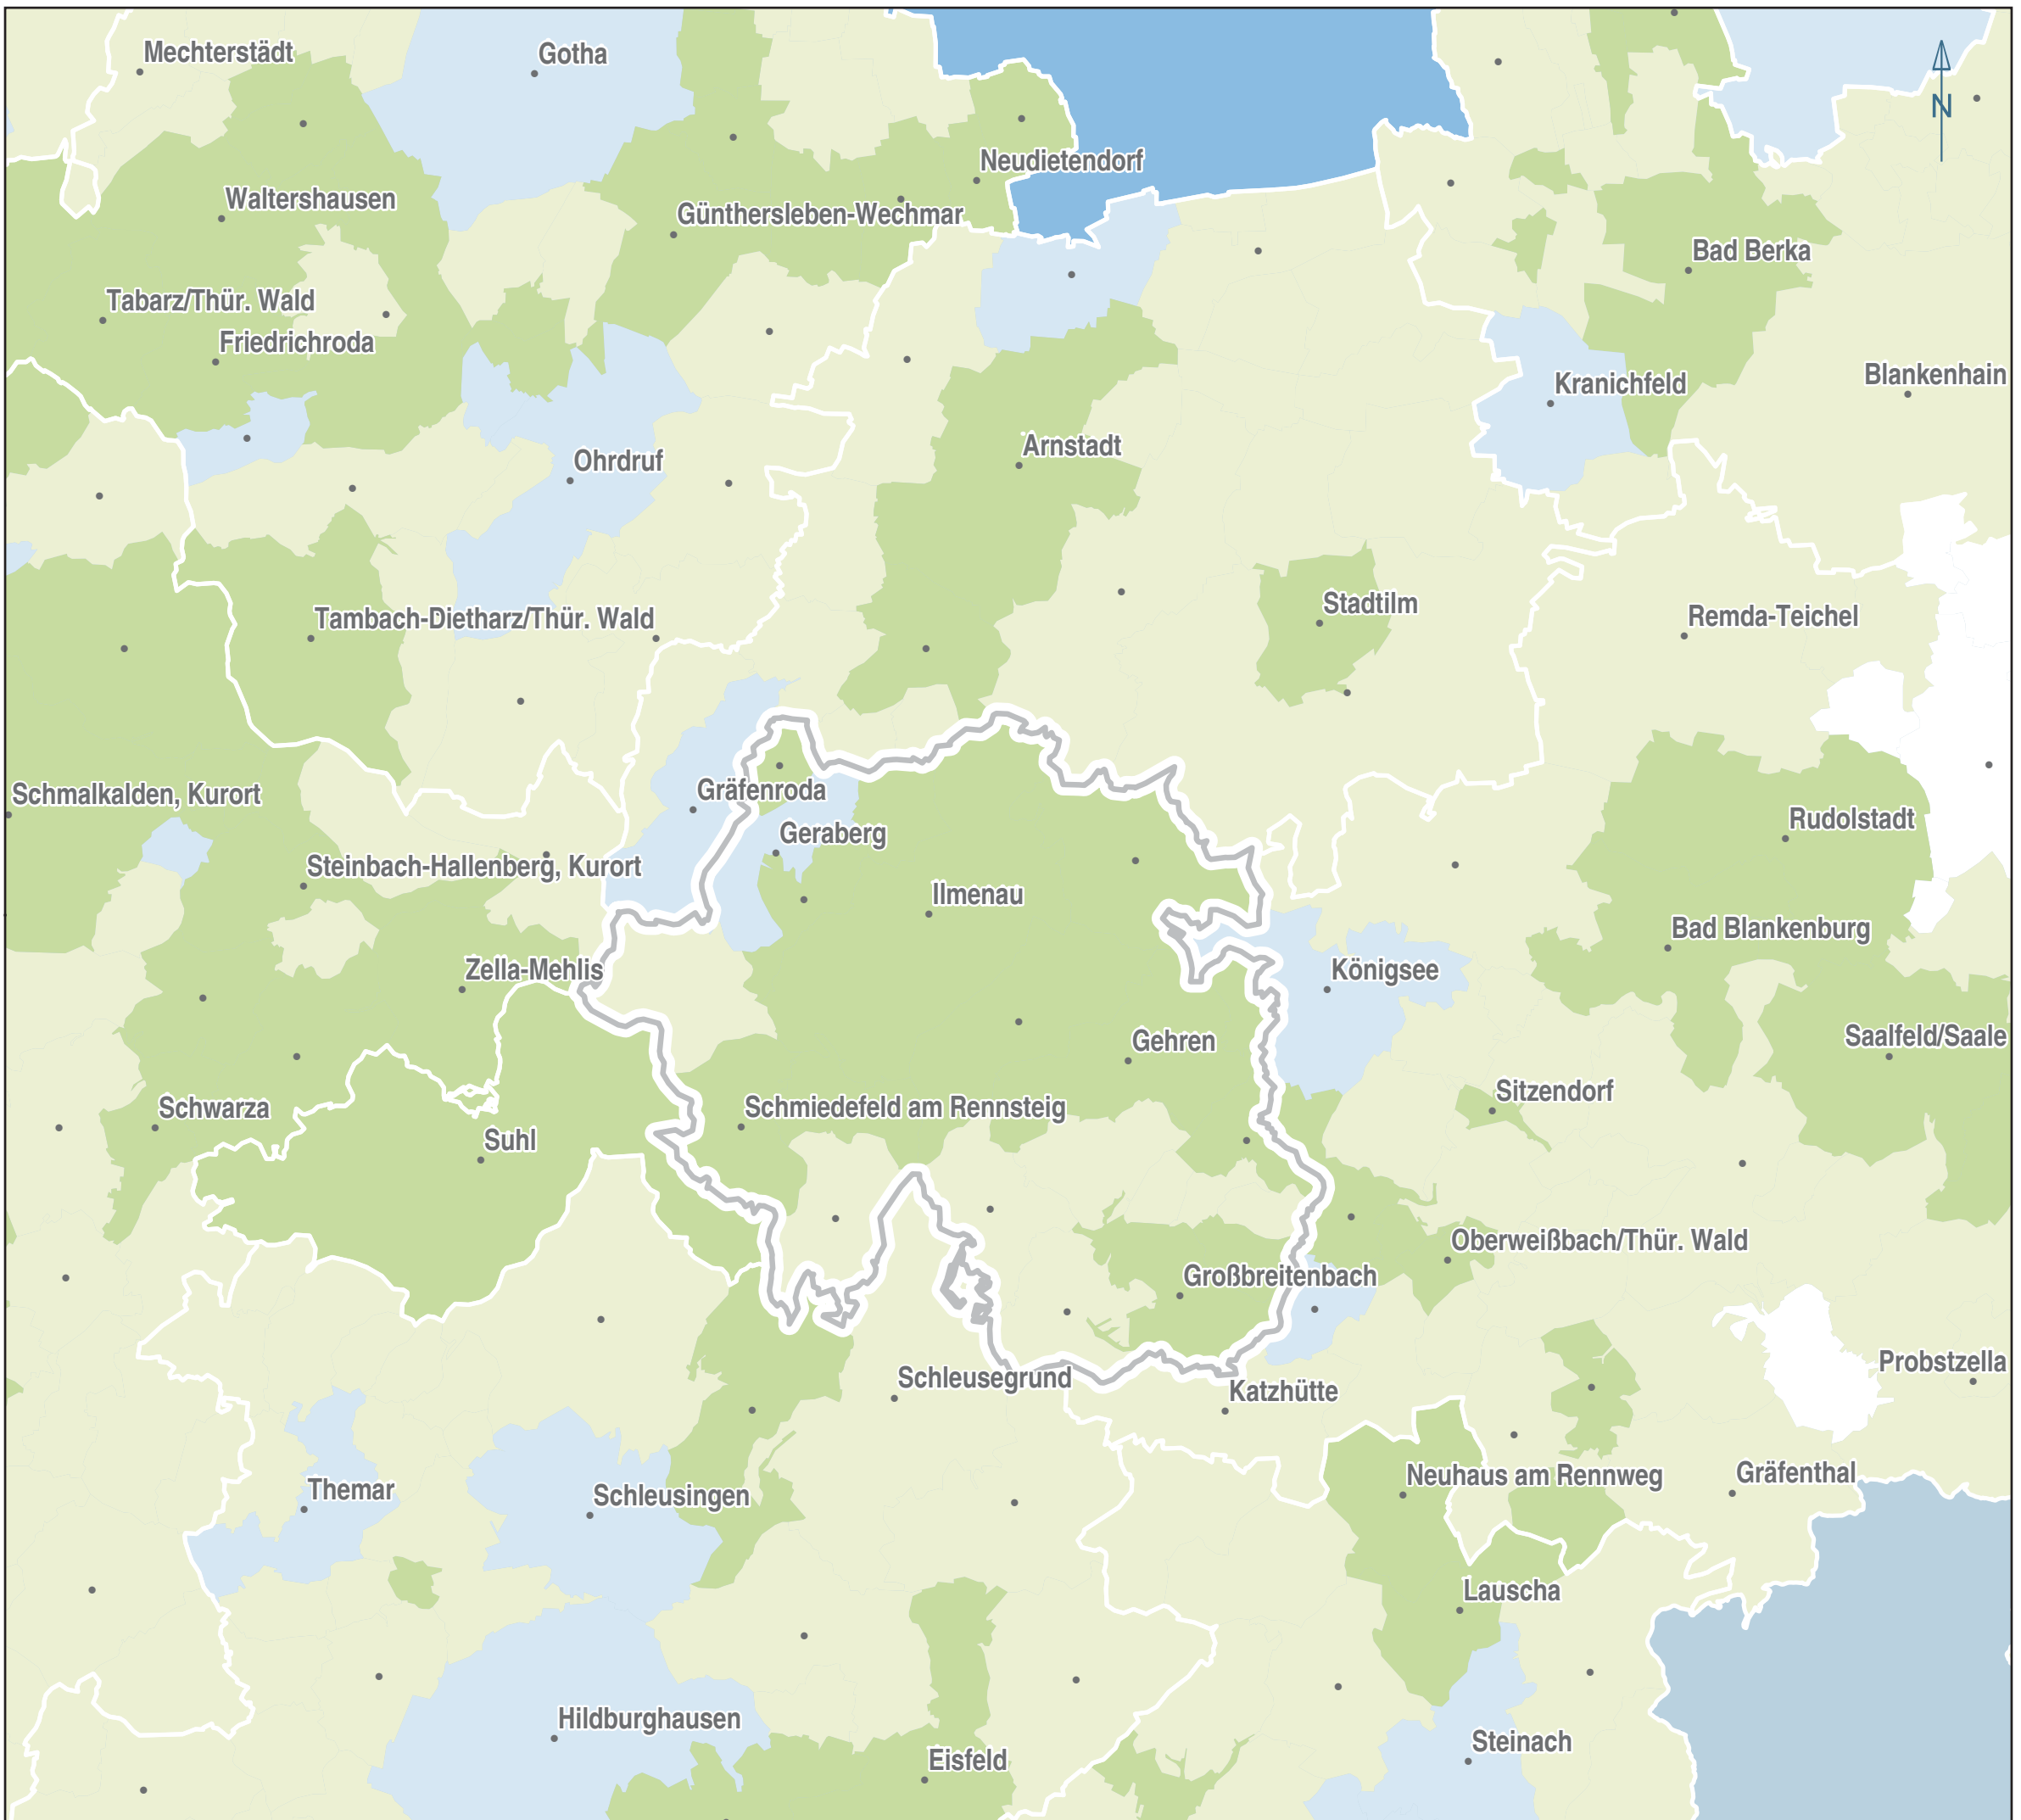 Mechterstädt
Gotha
N
Neudietendorf
Waltershausen
Günthersleben-Wechmar
Bad Berka
Tabarz/Thür. Wald
Friedrichroda
Kranichfeld
Blankenhain
Arnstadt
Ohrdruf
Stadtilm
Tambach-Dietharz/Thür. Wald
Remda-Teichel
Schmalkalden, Kurort
Gräfenroda
Rudolstadt
Geraberg
Steinbach-Hallenberg, Kurort
Ilmenau
Bad Blankenburg
Zella-Mehlis
Königsee
Gehren
Saalfeld/Saale
Sitzendorf
Schwarza
Schmiedefeld am Rennsteig
Suhl
Oberweißbach/Thür. Wald
Großbreitenbach
Probstzella
Schleusegrund
Katzhütte
Gräfenthal
Neuhaus am Rennweg
Themar
Schleusingen
Lauscha
Hildburghausen
Steinach
Eisfeld